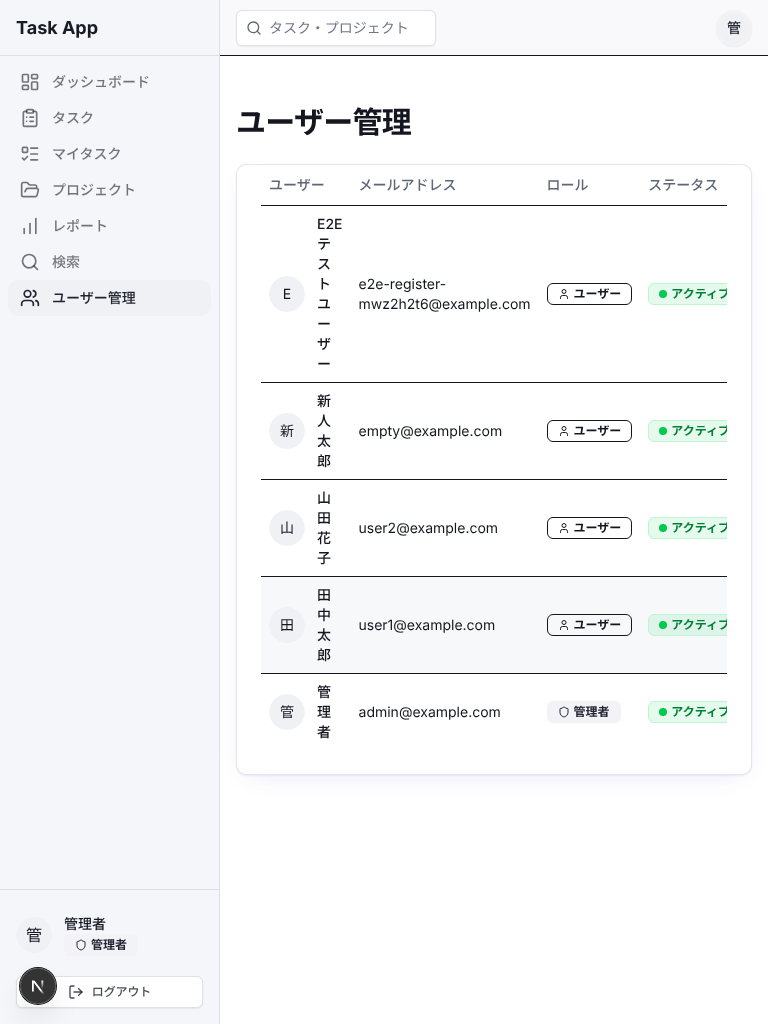 Task App
タスク・プロジェクト
管
ダッシュボード
タスク
マイタスク
プロジェクト
レポート
検索
ユーザー管理
ユーザー管理
ユーザー メールアドレス ロール ステータス
E
E2E
テ
ス
ト
ユ
ー
ザ
ー
e2e-register-
mwz2h2t6@example.com
ユーザー
アクティブ
新
新
人
太
郎
empty@example.com
ユーザー
アクティブ
山
山
田
花
子
user2@example.com
ユーザー
アクティブ
田
田
中
太
郎
user1@example.com
ユーザー
アクティブ
管
管
理
者
admin@example.com
管理者
アクティブ
管
管理者
管理者
N
ログアウト